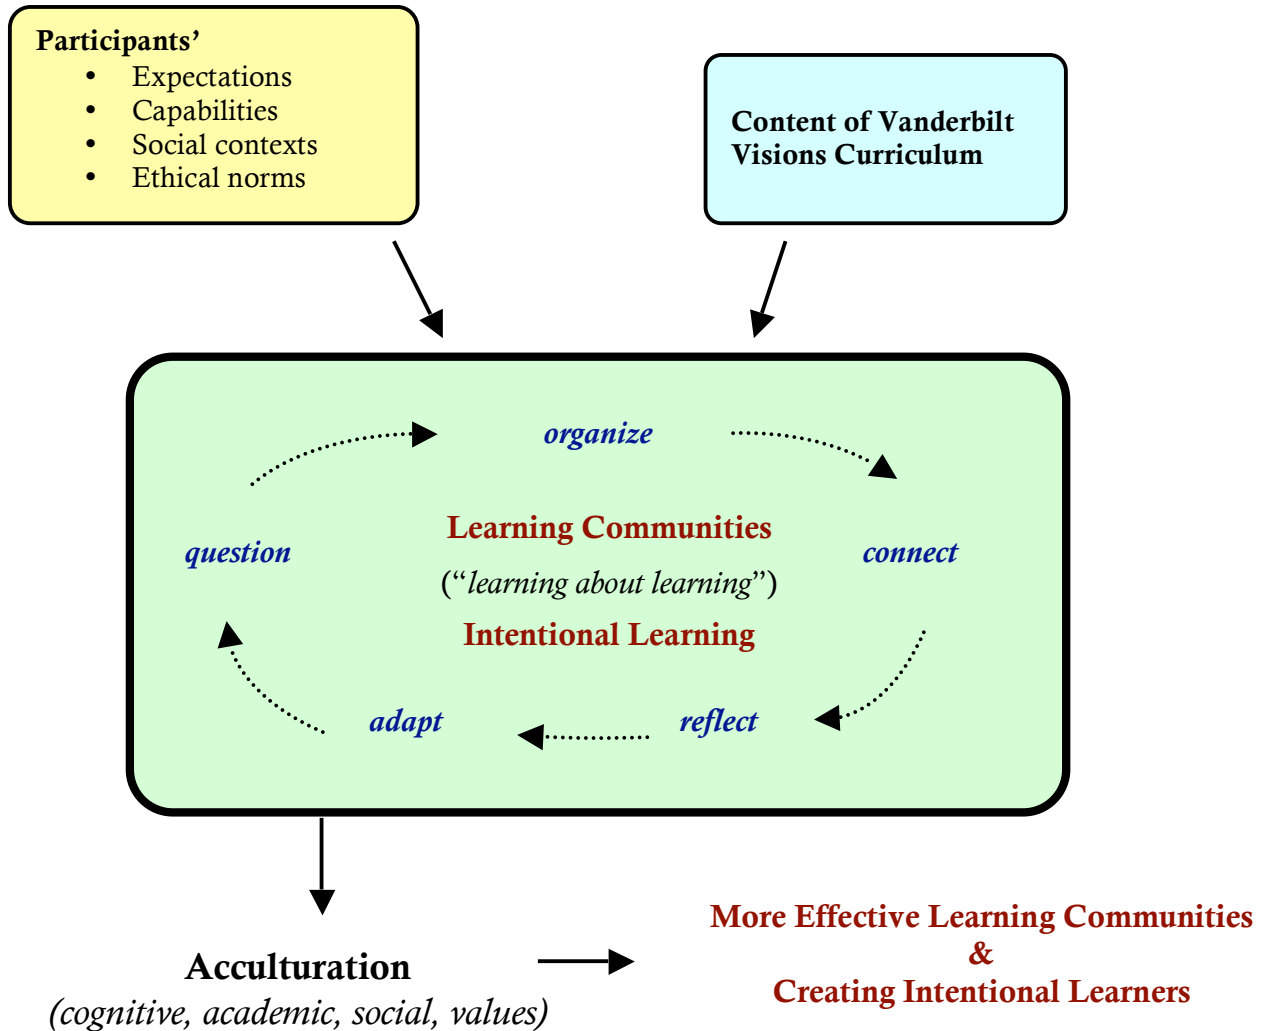 Participants’
• Expectations
• Capabilities
• Social contexts
• Ethical norms
Content of Vanderbilt
Visions Curriculum
organize
question
Learning Communities
(“learning about learning”)
Intentional Learning
connect
adapt
reflect
Acculturation
(cognitive, academic, social, values)
More Effective Learning Communities
&
Creating Intentional Learners